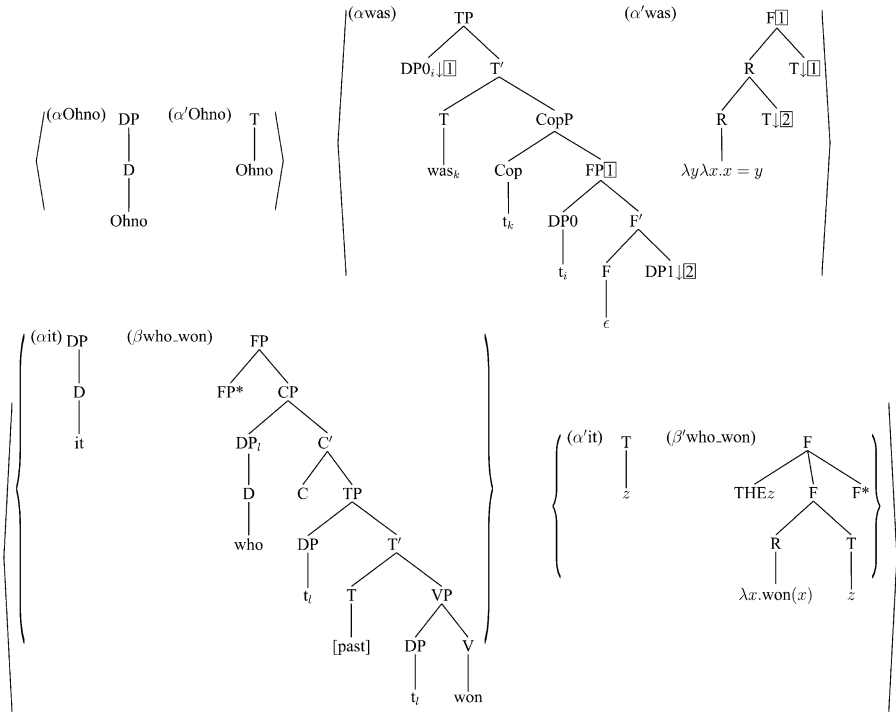 (αwas) TP (α′was) F1
DP0ᵢ↓1 T′ R T↓1
(αOhno) DP (α′Ohno) T T CopP R T↓2
D Ohno wasₖ Cop FP1 λyλx.x = y
Ohno tₖ DP0 F′
tᵢ F DP1↓2
ϵ
(αit) DP (βwho_won) FP
D FP* CP
it DPₗ C′ (α′it) T (β′who_won) F
D C TP z THEz F F*
who DP T′ R T
tₗ T VP λx.won(x) z
[past] DP V
tₗ won